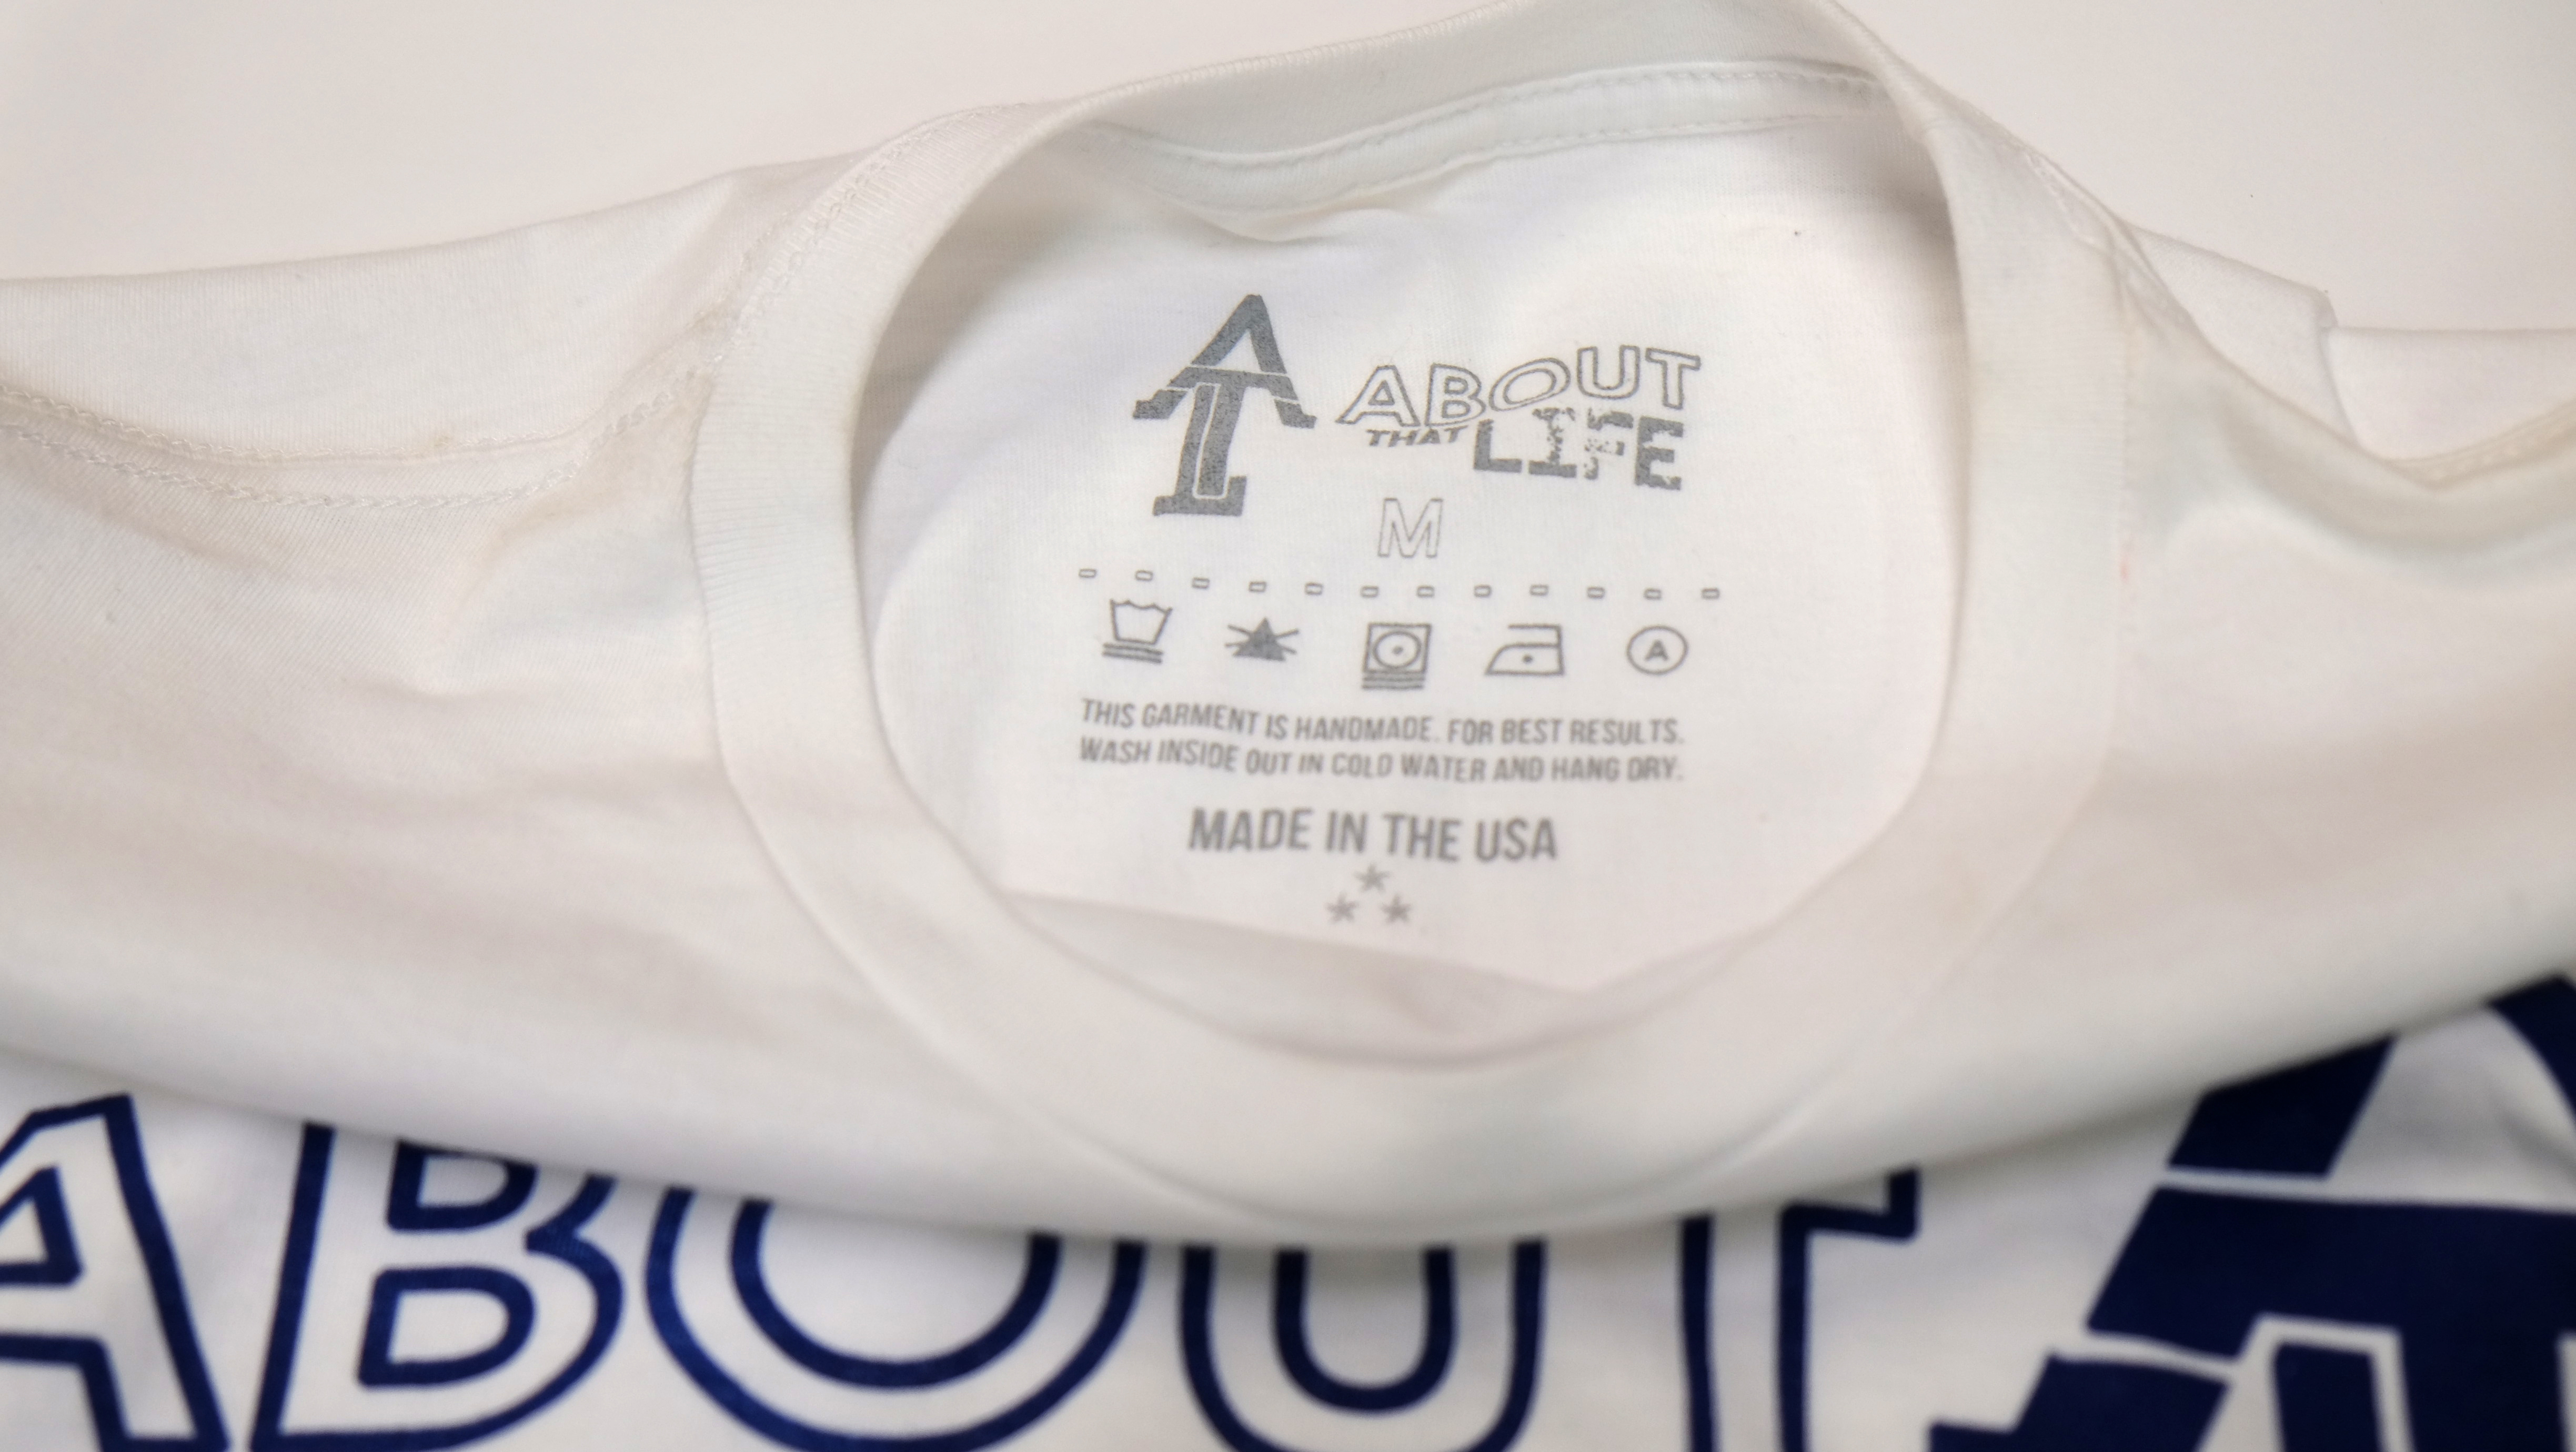 ATL ABOUT
THAT LIFE
M
A
THIS GARMENT IS HANDMADE. FOR BEST RESULTS.
WASH INSIDE OUT IN COLD WATER AND HANG DRY.
MADE IN THE USA
ABOUT